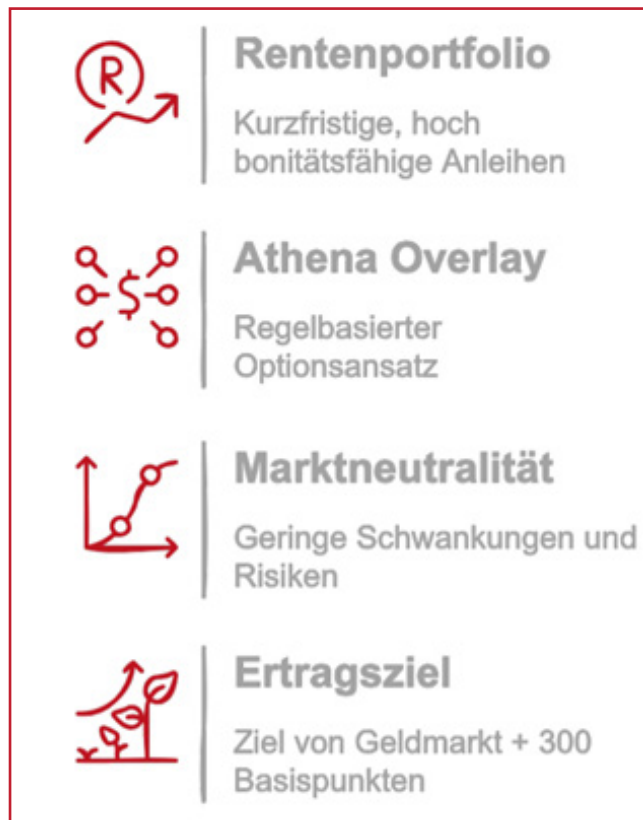 R
Rentenportfolio
Kurzfristige, hoch
bonitätsfähige Anleihen
$
Athena Overlay
Regelbasierter
Optionsansatz
Marktneutralität
Geringe Schwankungen und
Risiken
Ertragsziel
Ziel von Geldmarkt + 300
Basispunkten